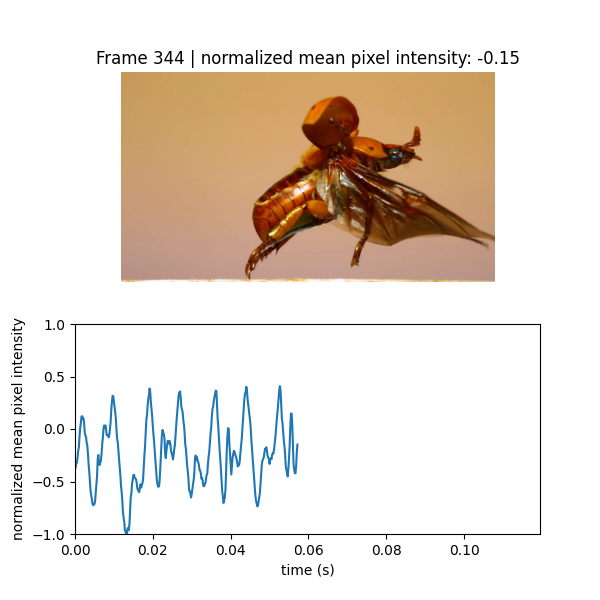 Frame 344 | normalized mean pixel intensity: -0.15
normalized mean pixel intensity
1.0
0.5
0.0
−0.5
−1.0
0.00 0.02 0.04 0.06 0.08 0.10
time (s)